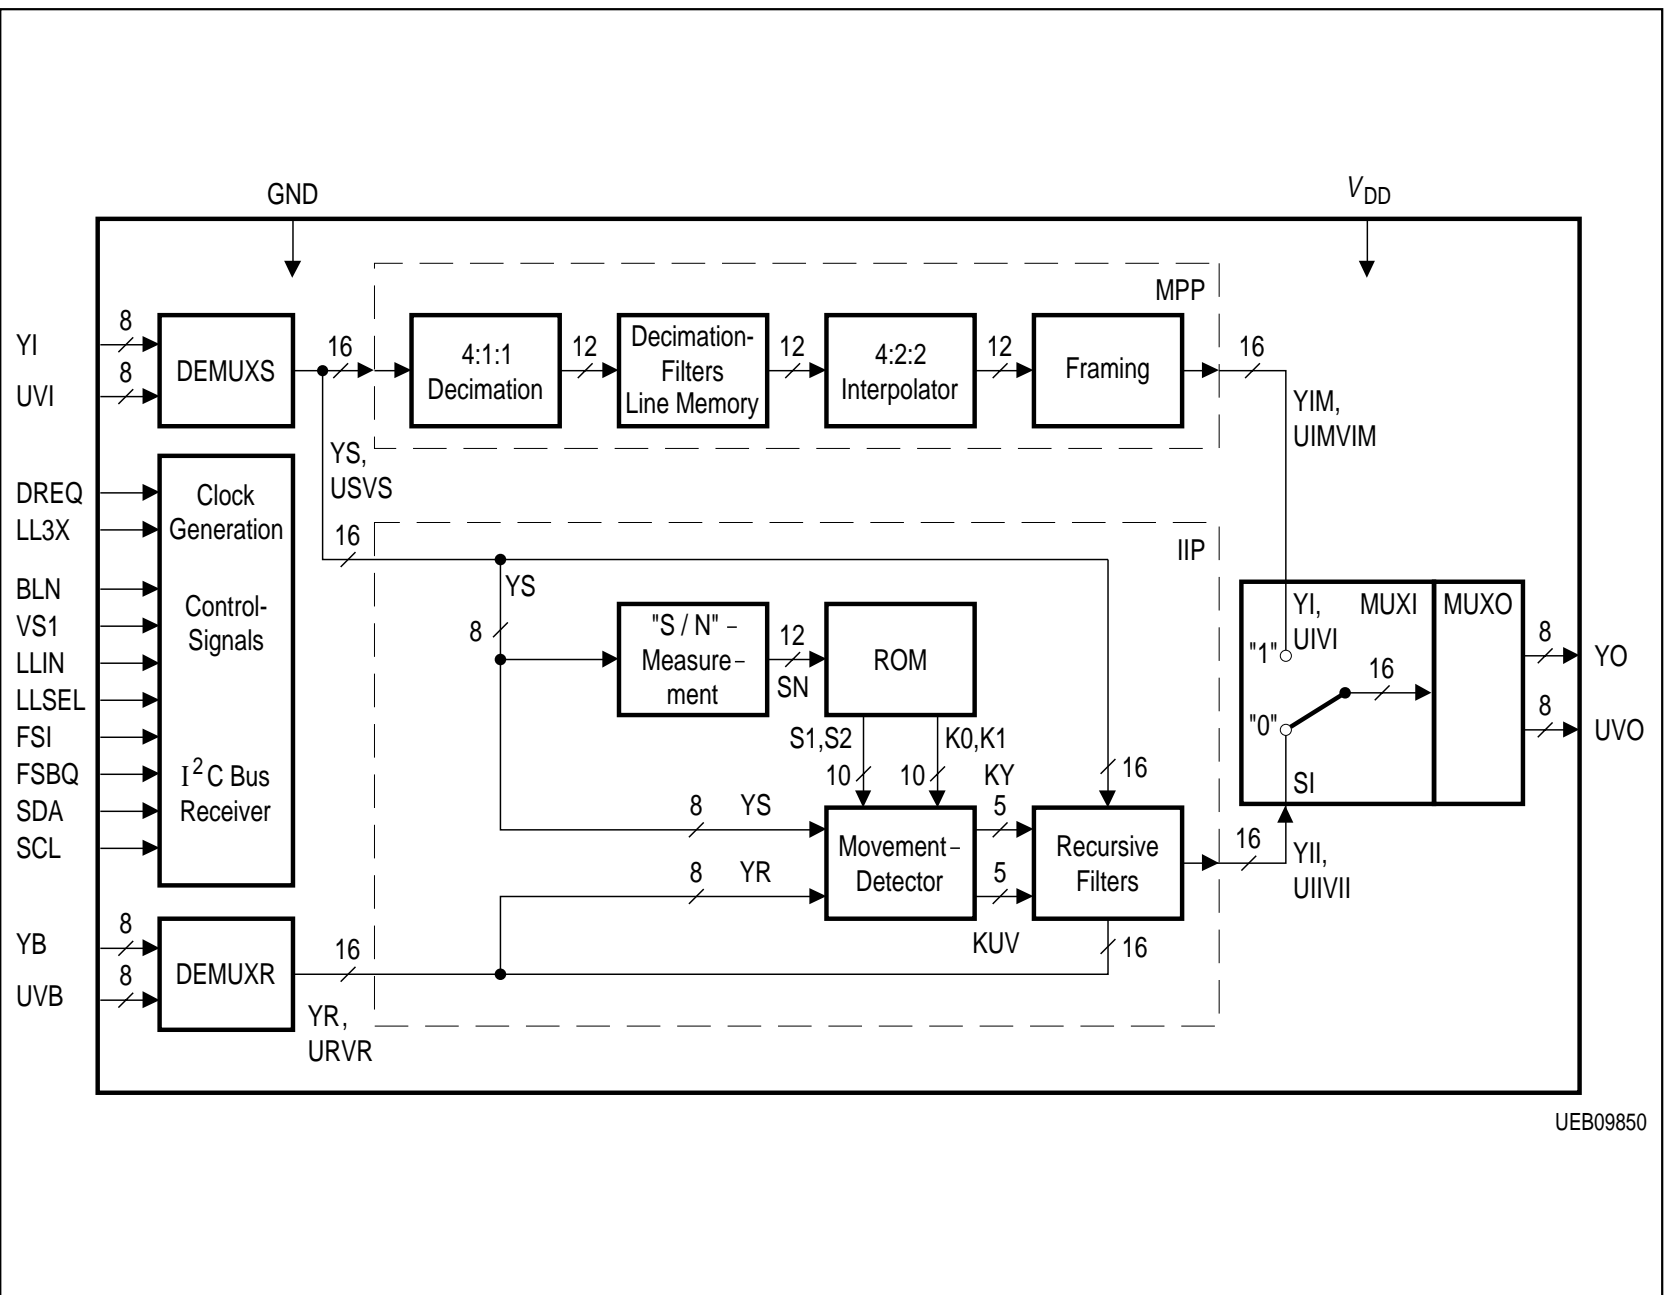 GND
VDD
MPP
YI
8
UVI
8
DEMUXS
16
4:1:1
Decimation
12
Decimation-
Filters
Line Memory
12
4:2:2
Interpolator
12
Framing
16
YIM,
UIMVIM
YS,
USVS
16
DREQ
LL3X
BLN
VS1
LLIN
LLSEL
FSI
FSBQ
SDA
SCL
Clock
Generation
Control-
Signals
I2C Bus
Receiver
IIP
YS
8
"S / N" –
Measure–
ment
12
SN
ROM
S1,S2
K0,K1
10
10
KY
16
8
YS
5
8
YR
5
Movement–
Detector
KUV
Recursive
Filters
16
16
YII,
UIIVII
YI,
UIVI
MUXI
MUXO
"1"
16
"0"
SI
8
YO
8
UVO
YB
8
UVB
8
DEMUXR
16
YR,
URVR
UEB09850